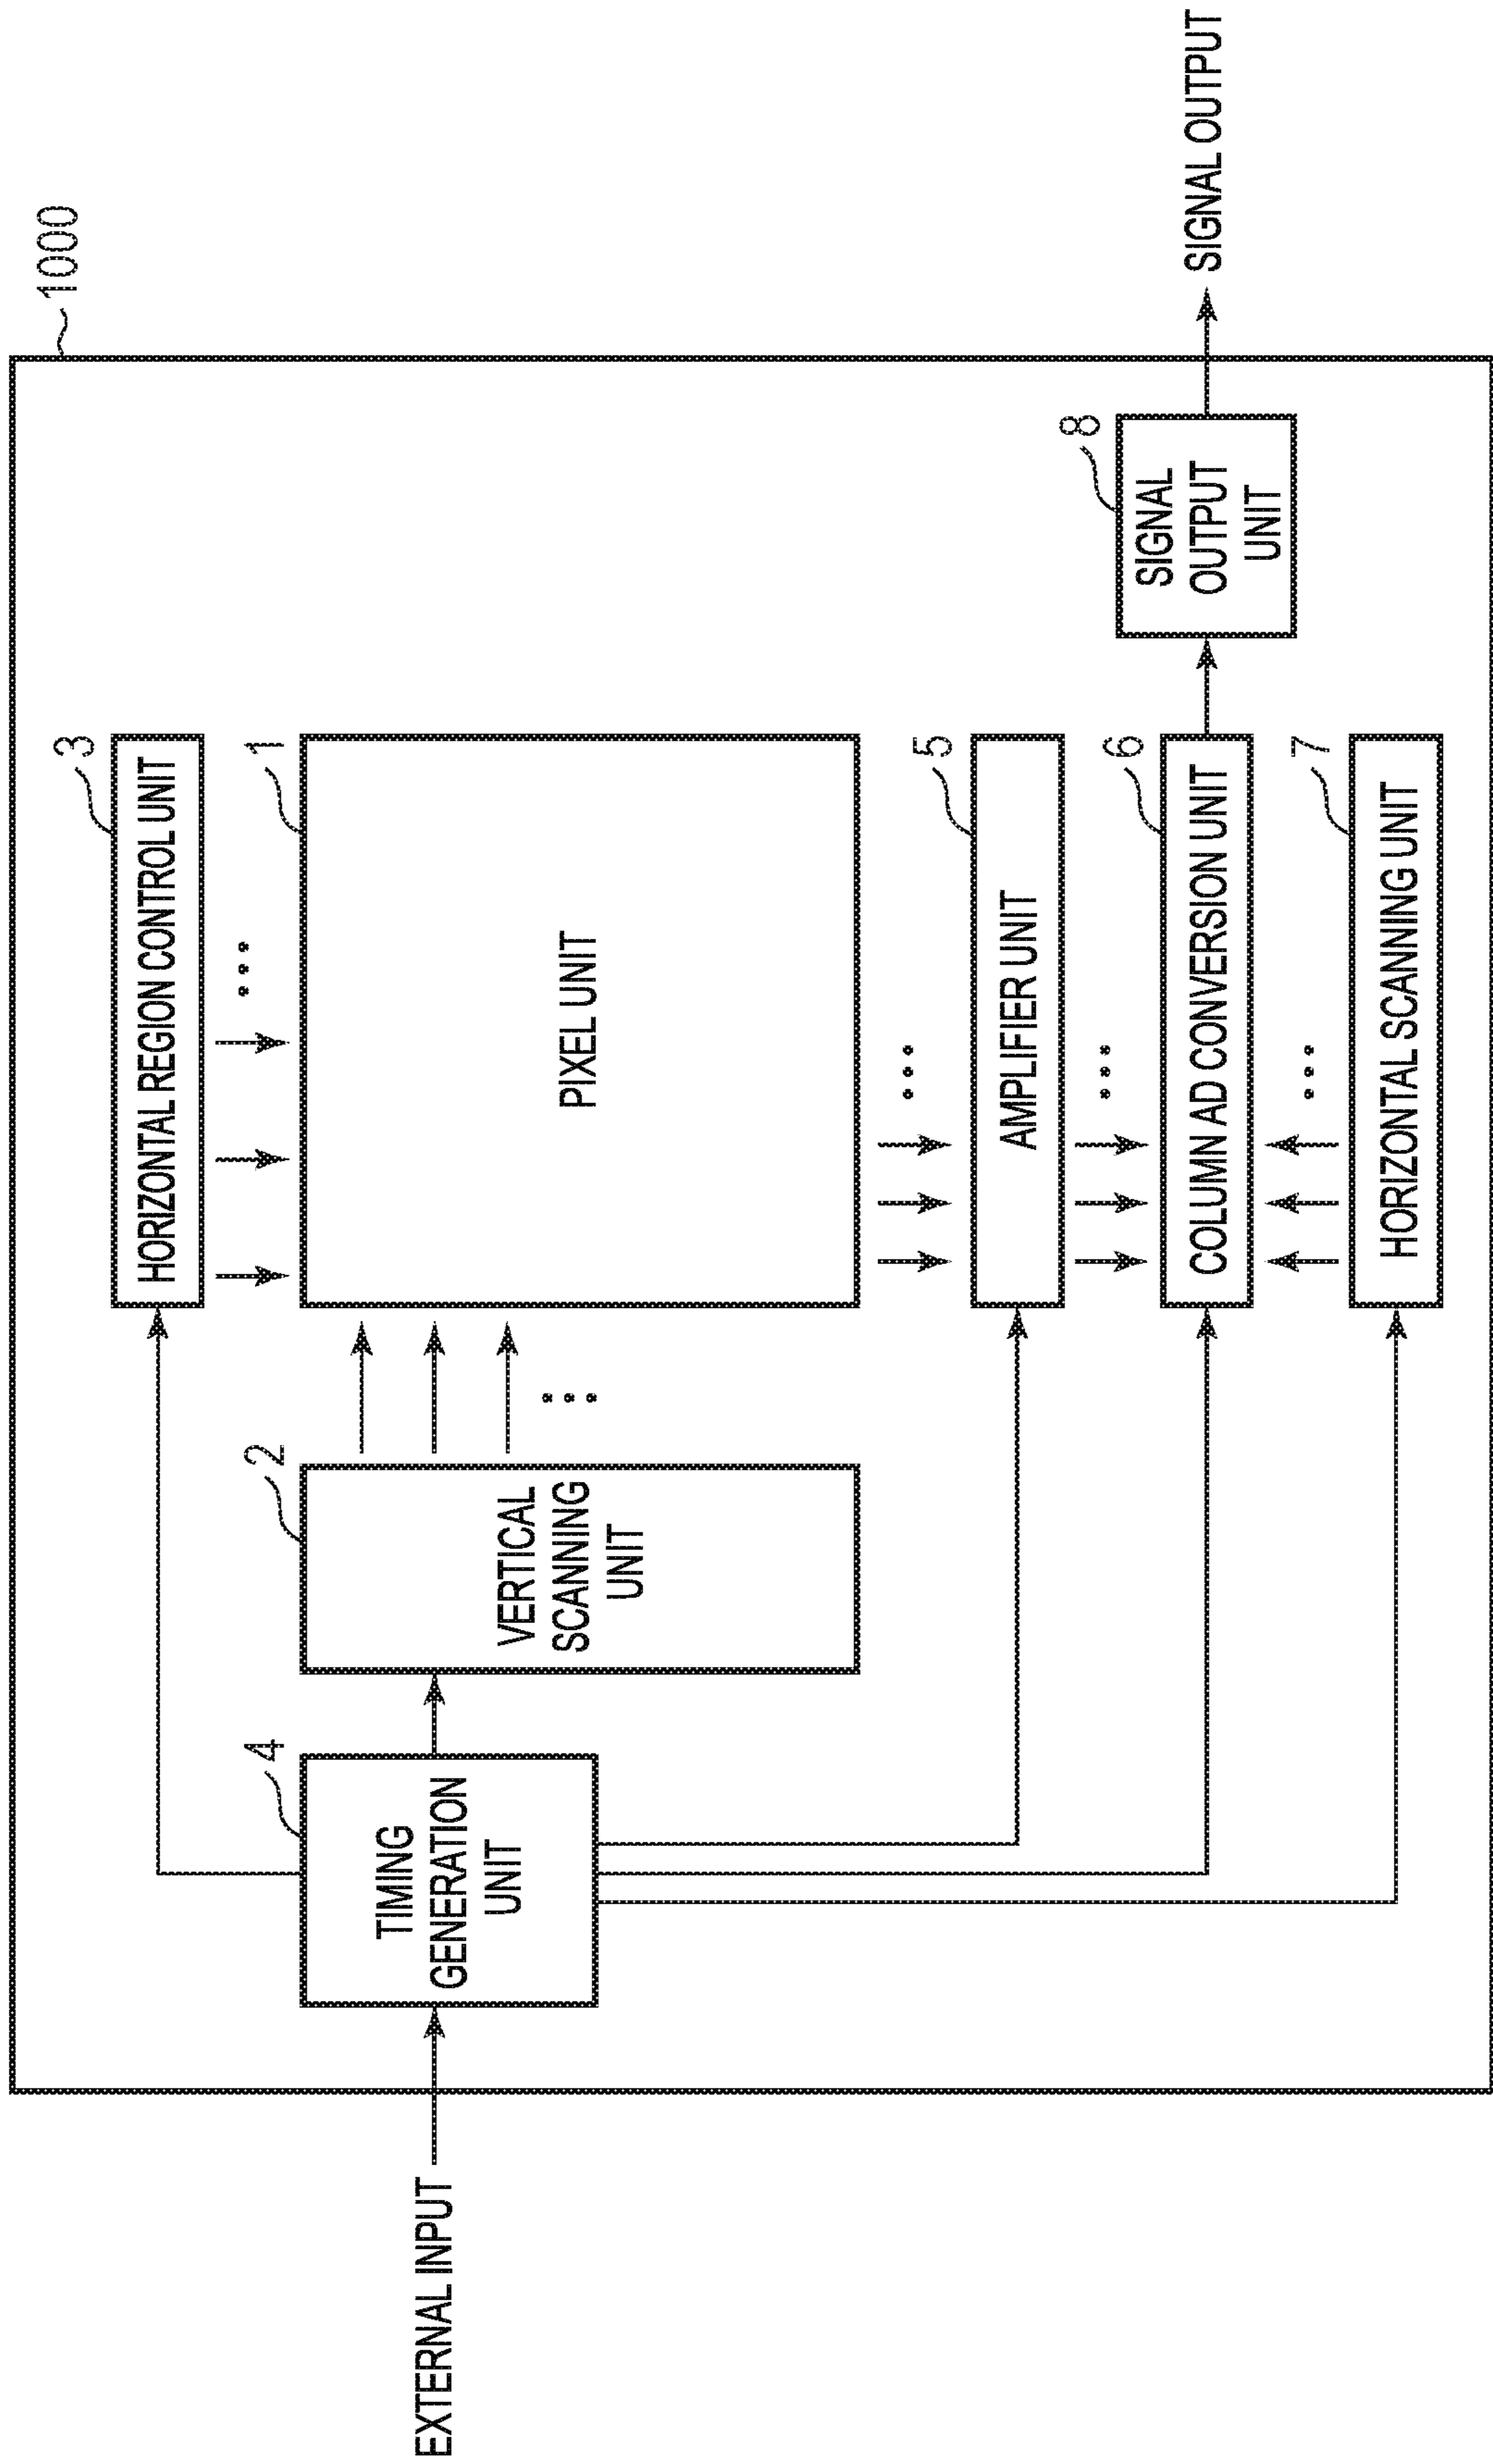 1000
3
HORIZONTAL REGION CONTROL UNIT
EXTERNAL INPUT
4
TIMING
GENERATION
UNIT
2
VERTICAL
SCANNING
UNIT
1
PIXEL UNIT
5
AMPLIFIER UNIT
6
COLUMN AD CONVERSION UNIT
8
SIGNAL
OUTPUT
UNIT
SIGNAL OUTPUT
7
HORIZONTAL SCANNING UNIT